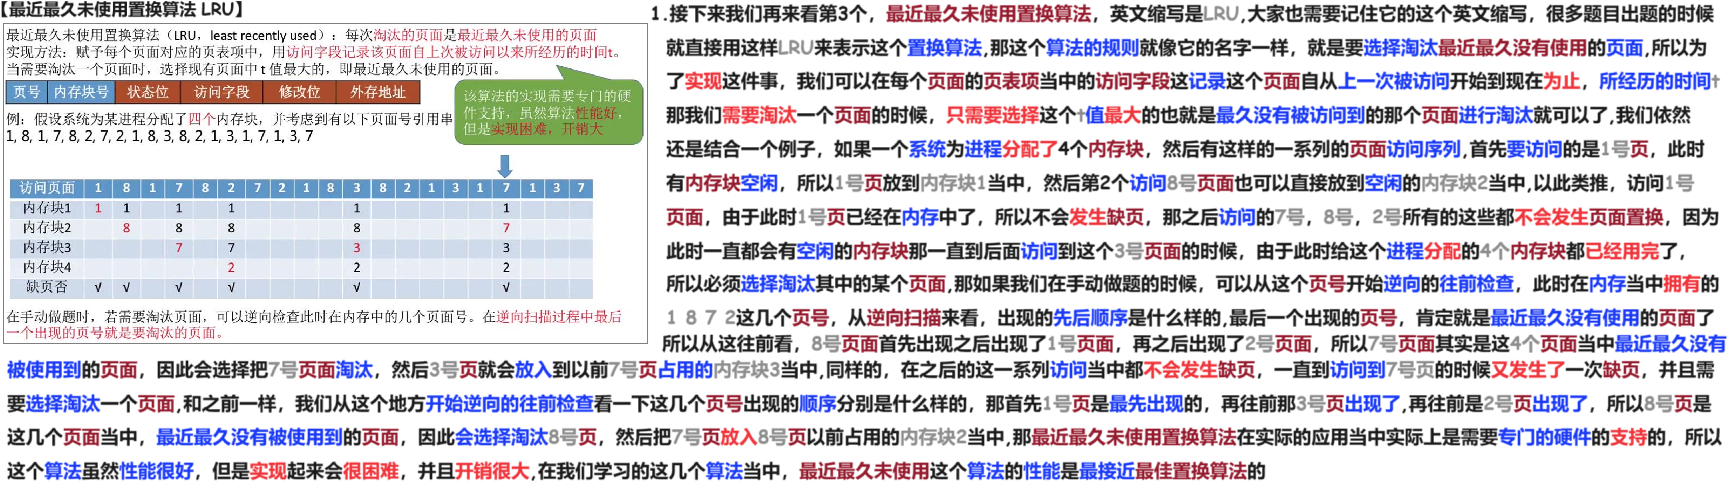 【最近最久未使用置换算法 LRU】
最近最久未使用置换算法（LRU，least recently used）：每次淘汰的页面是最近最久未使用的页面
实现方法：赋予每个页面对应的页表项中，用访问字段记录该页面自上次被访问以来所经历的时间t。
当需要淘汰一个页面时，选择现有页面中 t 值最大的，即最近最久未使用的页面。
页号 内存块号 状态位 访问字段 修改位 外存地址
该算法的实现需要专门的硬
件支持，虽然算法性能好，
但是实现困难，开销大
例：假设系统为某进程分配了四个内存块，并考虑到有以下页面号引用串
1, 8, 1, 7, 8, 2, 7, 2, 1, 8, 3, 8, 2, 1, 3, 1, 7, 1, 3, 7
访问页面 1 8 1 7 8 2 7 2 1 8 3 8 2 1 3 1 7 1 3 7
内存块1 1 1 1 1 1 1
内存块2 8 8 8 8 7
内存块3 7 7 3 3
内存块4 2 2 2
缺页否 √ √ √ √ √ √
在手动做题时，若需要淘汰页面，可以逆向检查此时在内存中的几个页面号。在逆向扫描过程中最后
一个出现的页号就是要淘汰的页面。
1.接下来我们再来看第3个，最近最久未使用置换算法，英文缩写是LRU,大家也需要记住它的这个英文缩写，很多题目出题的时候
就直接用这样LRU来表示这个置换算法,那这个算法的规则就像它的名字一样，就是要选择淘汰最近最久没有使用的页面,所以为
了实现这件事，我们可以在每个页面的页表项当中的访问字段这记录这个页面自从上一次被访问开始到现在为止，所经历的时间t
那我们需要淘汰一个页面的时候，只需要选择这个t值最大的也就是最久没有被访问到的那个页面进行淘汰就可以了,我们依然
还是结合一个例子，如果一个系统为进程分配了4个内存块，然后有这样的一系列的页面访问序列,首先要访问的是1号页，此时
有内存块空闲，所以1号页放到内存块1当中，然后第2个访问8号页面也可以直接放到空闲的内存块2当中,以此类推，访问1号
页面，由于此时1号页已经在内存中了，所以不会发生缺页，那之后访问的7号，8号，2号所有的这些都不会发生页面置换，因为
此时一直都会有空闲的内存块那一直到后面访问到这个3号页面的时候，由于此时给这个进程分配的4个内存块都已经用完了，
所以必须选择淘汰其中的某个页面,那如果我们在手动做题的时候，可以从这个页号开始逆向的往前检查，此时在内存当中拥有的
1 8 7 2这几个页号，从逆向扫描来看，出现的先后顺序是什么样的,最后一个出现的页号，肯定就是最近最久没有使用的页面了
所以从这往前看，8号页面首先出现之后出现了1号页面，再之后出现了2号页面，所以7号页面其实是这4个页面当中最近最久没有
被使用到的页面，因此会选择把7号页面淘汰，然后3号页就会放入到以前7号页占用的内存块3当中,同样的，在之后的这一系列访问当中都不会发生缺页，一直到访问到7号页的时候又发生了一次缺页，并且需
要选择淘汰一个页面,和之前一样，我们从这个地方开始逆向的往前检查看一下这几个页号出现的顺序分别是什么样的，那首先1号页是最先出现的，再往前那3号页出现了,再往前是2号页出现了，所以8号页是
这几个页面当中，最近最久没有被使用到的页面，因此会选择淘汰8号页，然后把7号页放入8号页以前占用的内存块2当中,那最近最久未使用置换算法在实际的应用当中实际上是需要专门的硬件的支持的，所以
这个算法虽然性能很好，但是实现起来会很困难，并且开销很大,在我们学习的这几个算法当中，最近最久未使用这个算法的性能是最接近最佳置换算法的